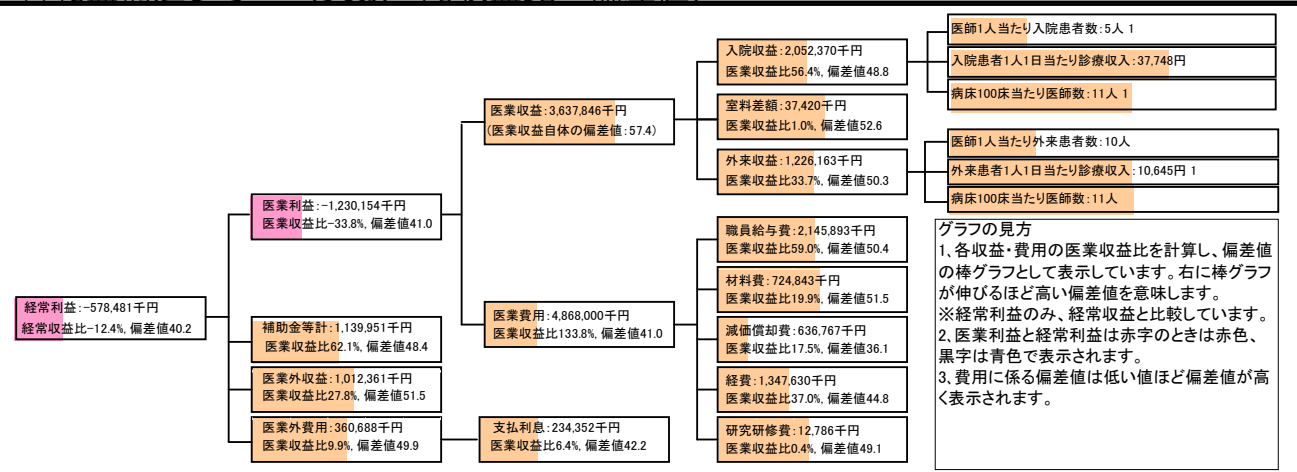 医師1人当たり入院患者数:5人 1
入院収益:2,052,370千円
医業収益比56.4%, 偏差値48.8
入院患者1人1日当たり診療収入:37,748円
病床100床当たり医師数:11人 1
医業収益:3,637,846千円
(医業収益自体の偏差値:57.4)
室料差額:37,420千円
医業収益比1.0%, 偏差値52.6
医師1人当たり外来患者数:10人
外来収益:1,226,163千円
医業収益比33.7%, 偏差値50.3
外来患者1人1日当たり診療収入:10,645円 1
病床100床当たり医師数:11人
医業利益:-1,230,154千円
医業収益比-33.8%, 偏差値41.0
職員給与費:2,145,893千円
医業収益比59.0%, 偏差値50.4
材料費:724,843千円
医業収益比19.9%, 偏差値51.5
経常利益:-578,481千円
経常収益比-12.4%, 偏差値40.2
補助金等計:1,139,951千円
医業収益比62.1%, 偏差値48.4
医業費用:4,868,000千円
医業収益比133.8%, 偏差値41.0
減価償却費:636,767千円
医業収益比17.5%, 偏差値36.1
医業外収益:1,012,361千円
医業収益比27.8%, 偏差値51.5
経費:1,347,630千円
医業収益比37.0%, 偏差値44.8
医業外費用:360,688千円
医業収益比9.9%, 偏差値49.9
支払利息:234,352千円
医業収益比6.4%, 偏差値42.2
研究研修費:12,786千円
医業収益比0.4%, 偏差値49.1
グラフの見方
1、各収益・費用の医業収益比を計算し、偏差値
の棒グラフとして表示しています。右に棒グラフ
が伸びるほど高い偏差値を意味します。
※経常利益のみ、経常収益と比較しています。
2、医業利益と経常利益は赤字のときは赤色、
黒字は青色で表示されます。
3、費用に係る偏差値は低い値ほど偏差値が高
く表示されます。